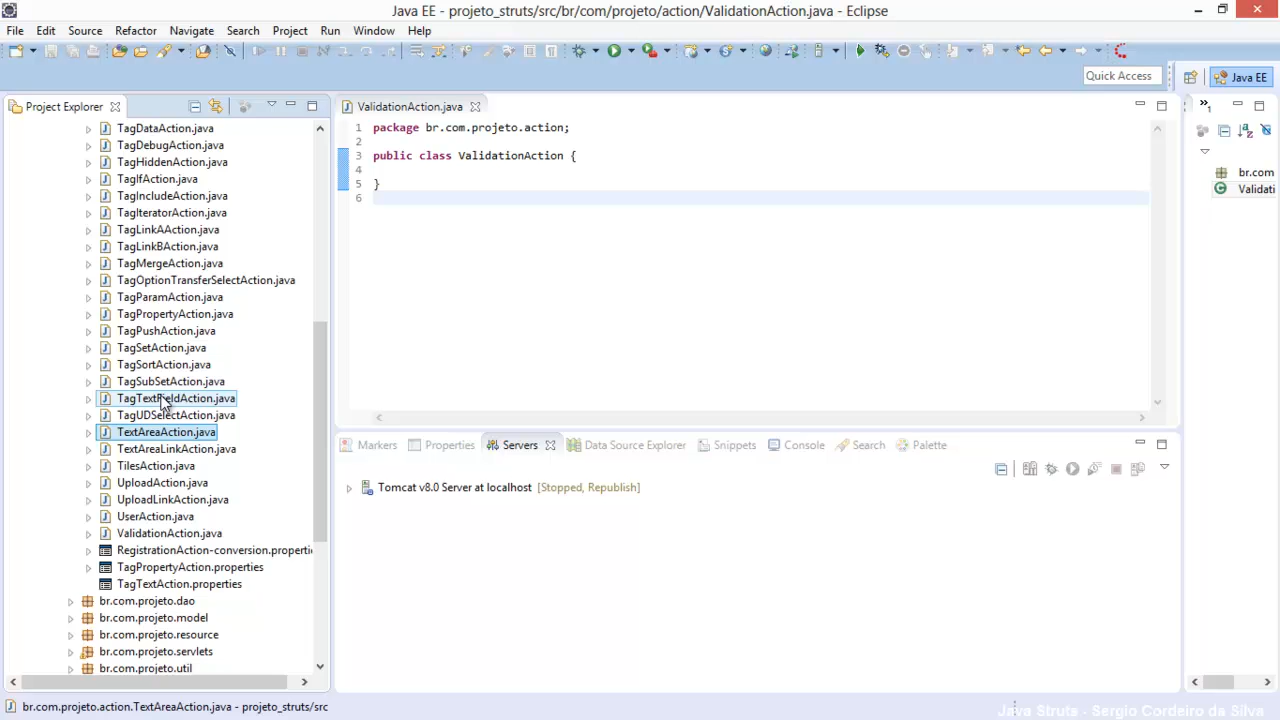 Java EE - projeto_struts/src/br/com/projeto/action/ValidationAction.java - Eclipse
File Edit Source Refactor Navigate Search Project Run Window Help
Quick Access
Java EE
Project Explorer
TagDataAction.java
TagDebugAction.java
TagHiddenAction.java
TagIfAction.java
TagIncludeAction.java
TagIteratorAction.java
TagLinkAAction.java
TagLinkBAction.java
TagMergeAction.java
TagOptionTransferSelectAction.java
TagParamAction.java
TagPropertyAction.java
TagPushAction.java
TagSetAction.java
TagSortAction.java
TagSubSetAction.java
TagTextFieldAction.java
TagUDSelectAction.java
TextAreaAction.java
TextAreaLinkAction.java
TilesAction.java
UploadAction.java
UploadLinkAction.java
UserAction.java
ValidationAction.java
RegistrationAction-conversion.properti
TagPropertyAction.properties
TagTextAction.properties
br.com.projeto.dao
br.com.projeto.model
br.com.projeto.resource
br.com.projeto.servlets
br.com.projeto.util
ValidationAction.java
1 package br.com.projeto.action;
2
3 public class ValidationAction {
4
5 }
6
1
br.com
Validati
Markers Properties Servers Data Source Explorer Snippets Console Search Palette
Tomcat v8.0 Server at localhost [Stopped, Republish]
br.com.projeto.action.TextAreaAction.java - projeto_struts/src
Java Struts - Sergio Cordeiro da Silva